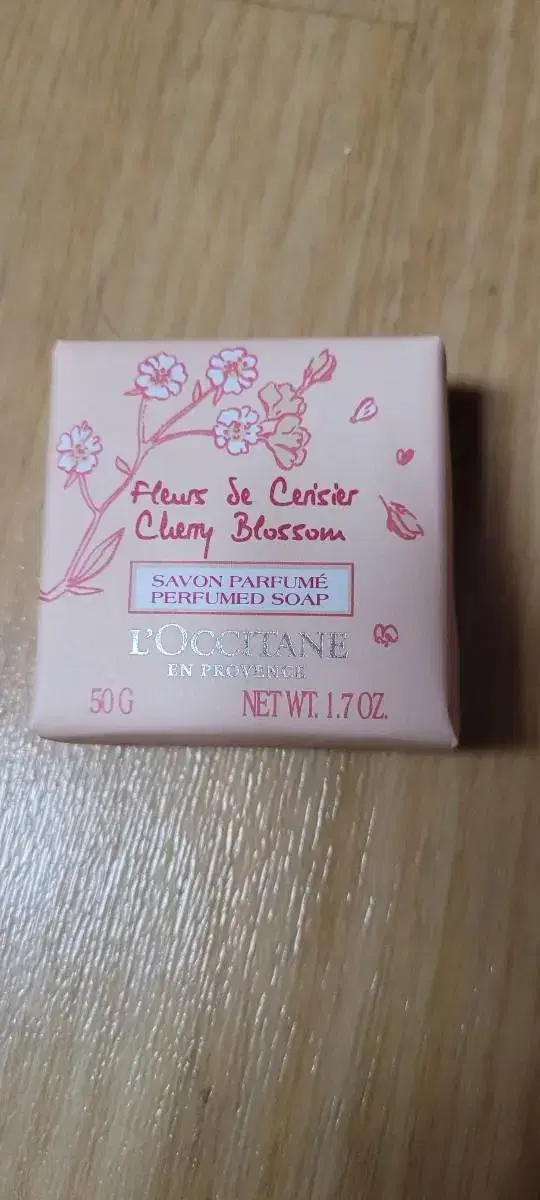 Fleurs de Cerisier
Cherry Blossom
SAVON PARFUMÉ
PERFUMED SOAP
L'OCCITANE
EN PROVENCE
50 G NET WT. 1.7 OZ.